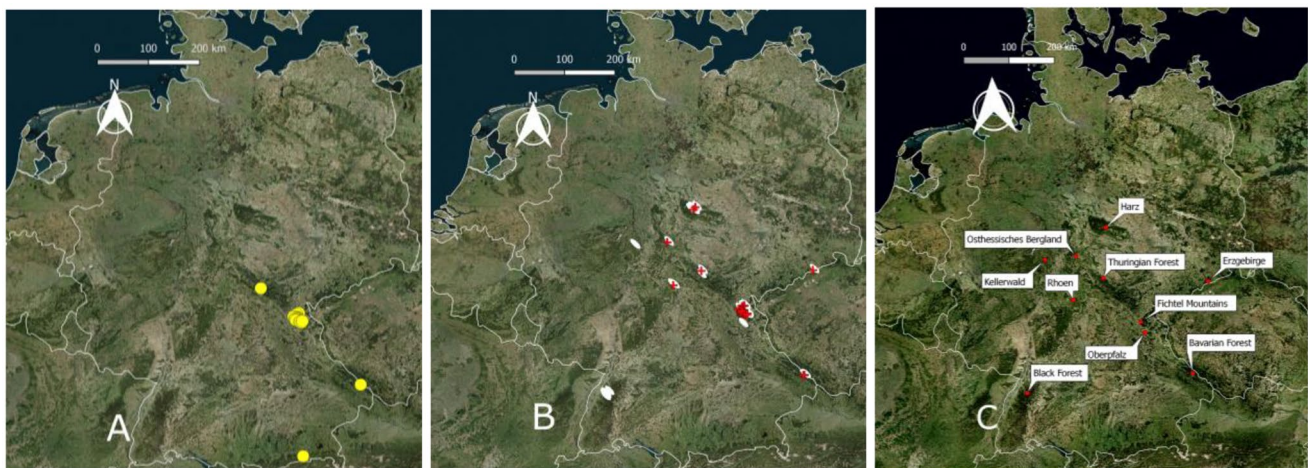 0 100 200 km
N
A
0 100 200 km
N
B
0 100 200 km
Harz
Osthessisches Bergland
Kellerwald
Thuringian Forest
Erzgebirge
Rhoen
Fichtel Mountains
Oberpfalz
Bavarian Forest
Black Forest
C